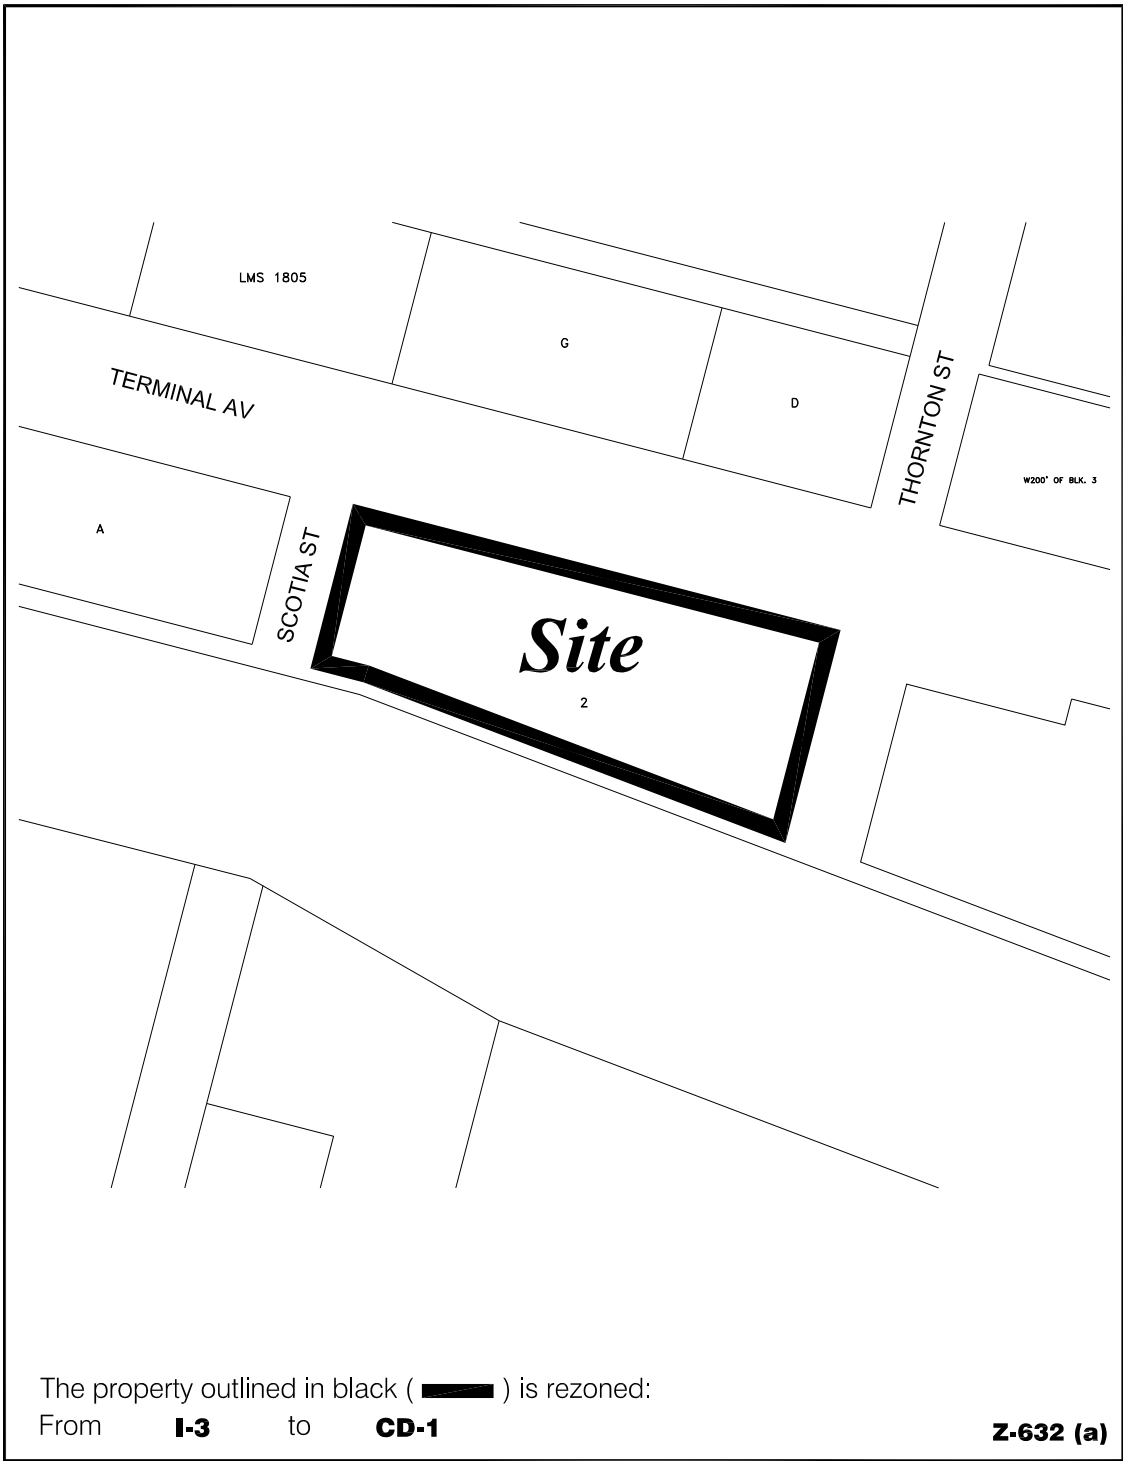 LMS 1805
G
D
TERMINAL AV
THORNTON ST
W200' OF BLK. 3
A
SCOTIA ST
Site
2
The property outlined in black ( ) is rezoned:
From I-3 to CD-1
Z-632 (a)